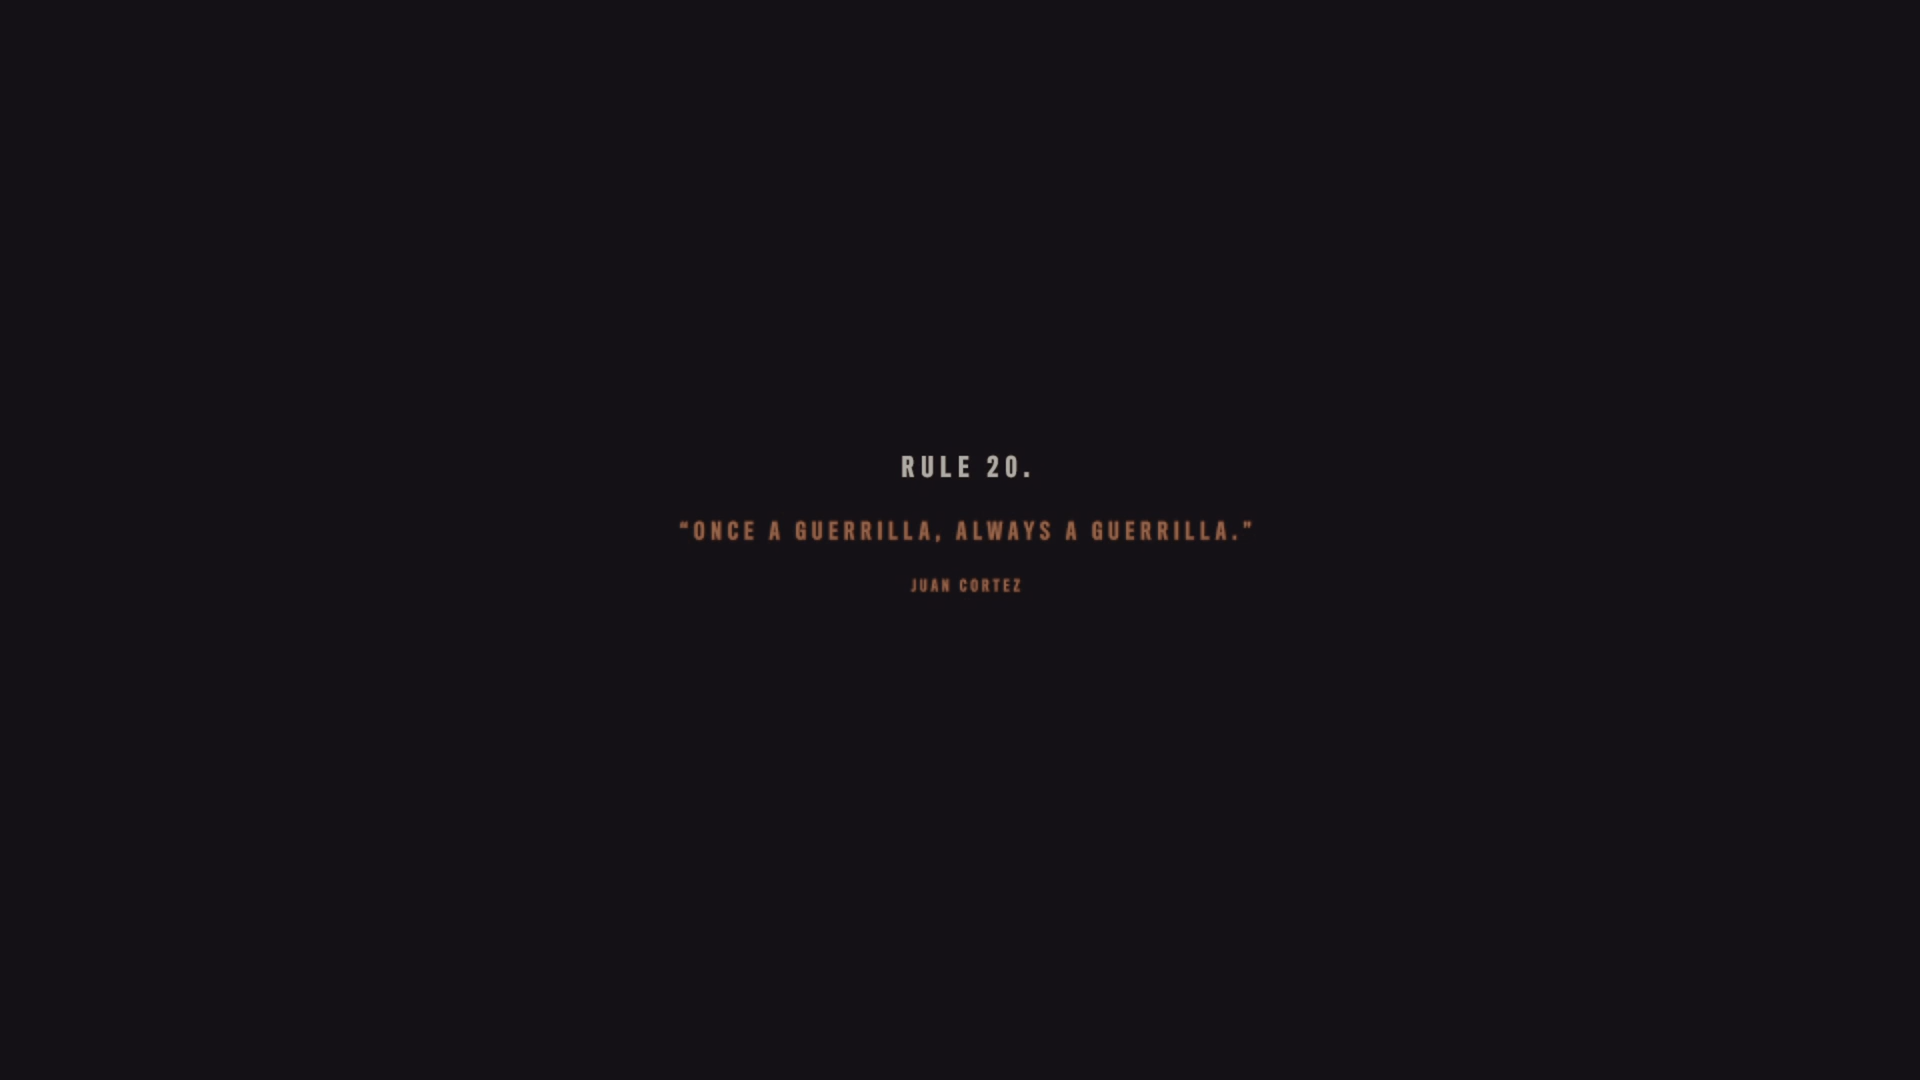 RULE 20.
“ONCE A GUERRILLA, ALWAYS A GUERRILLA.”
JUAN CORTEZ